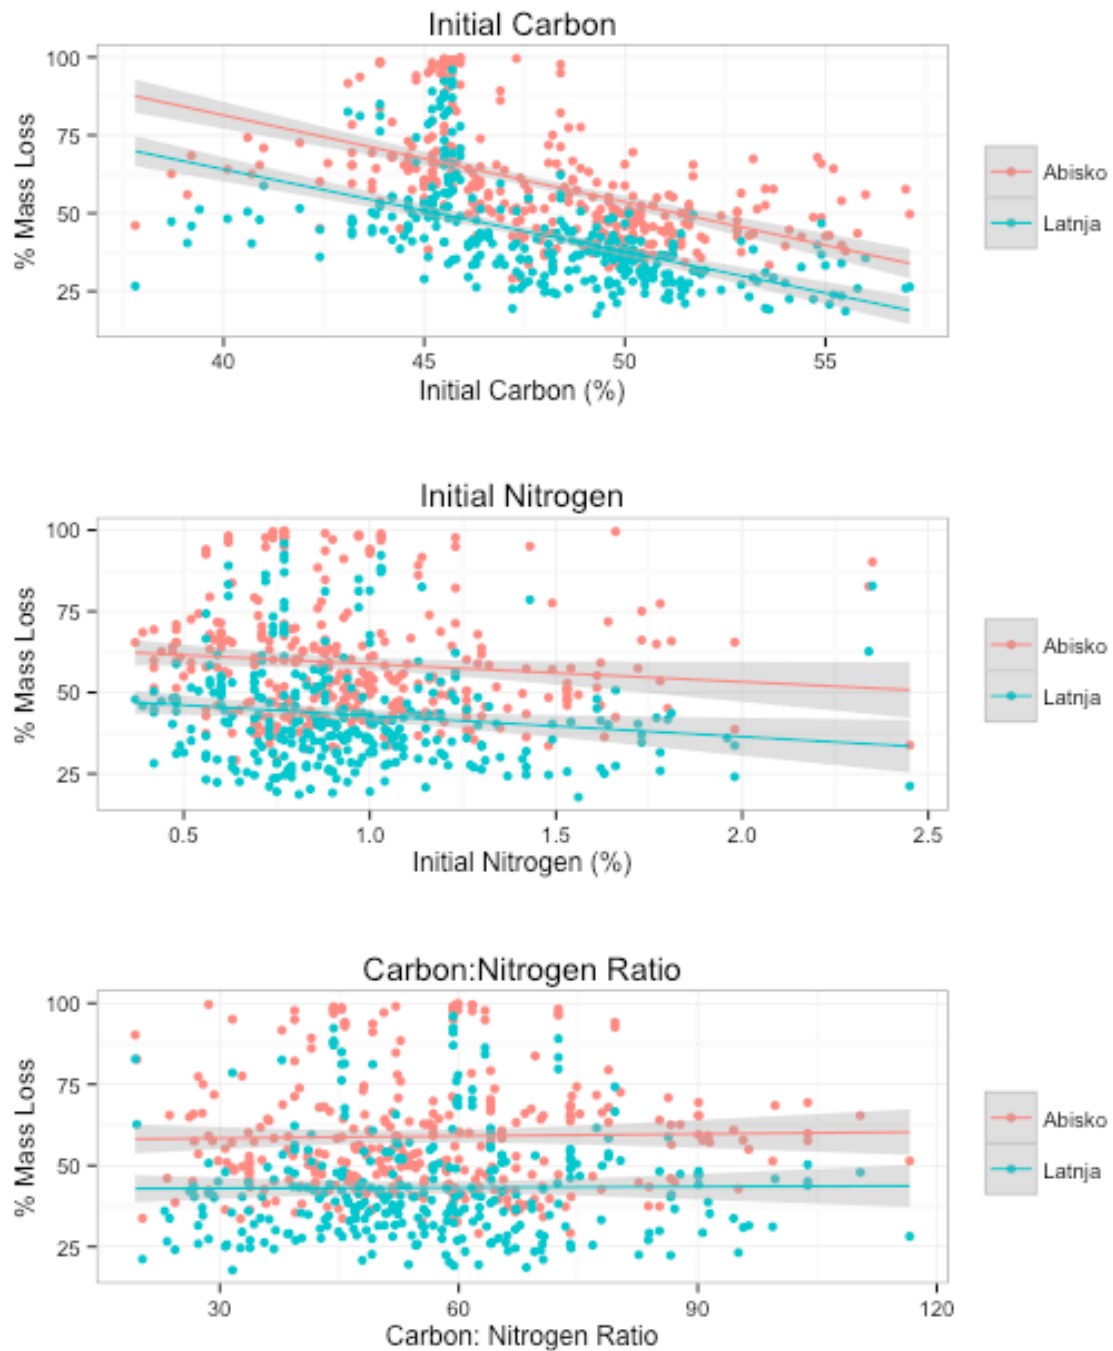 Initial Carbon
100
75
50
25
% Mass Loss
40 45 50 55
Initial Carbon (%)
Abisko
Latnja
Initial Nitrogen
100
75
50
25
% Mass Loss
0.5 1.0 1.5 2.0 2.5
Initial Nitrogen (%)
Abisko
Latnja
Carbon:Nitrogen Ratio
100
75
50
25
% Mass Loss
30 60 90 120
Carbon: Nitrogen Ratio
Abisko
Latnja